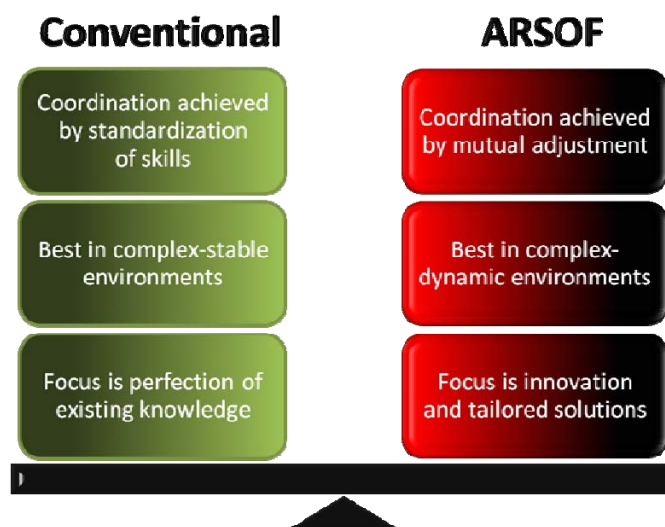 Conventional
ARSOF
Coordination achieved
by standardization
of skills
Coordination achieved
by mutual adjustment
Best in complex-stable
environments
Best in complex-
dynamic environments
Focus is perfection of
existing knowledge
Focus is innovation
and tailored solutions